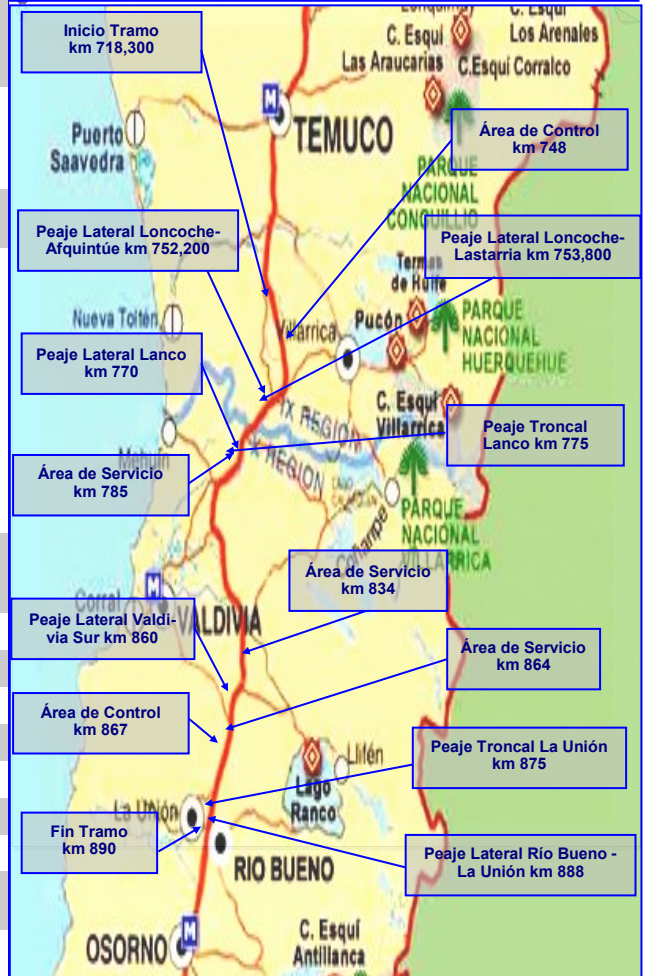 C. Esquí
Los Arenales
Inicio Tramo
km 718,300
C. Esquí
Las Araucarias
C.Esquí Corralco
M
TEMUCO
Puerto
Saavedra
Área de Control
km 748
PARQUE
NACIONAL
CONGUILLIO
Peaje Lateral Loncoche-
Afquintúe km 752,200
Peaje Lateral Loncoche-
Lastarria km 753,800
Termas
de Huife
Nueva Toltén
Villarrica
Pucón
PARQUE
NACIONAL
HUERQUEHUE
Peaje Lateral Lanco
km 770
C. Esquí
Villarrica
IX REGION
X REGION
Peaje Troncal
Lanco km 775
Mehuín
Área de Servicio
km 785
PARQUE
NACIONAL
VILLARRICA
Coñaripe
Área de Servicio
km 834
M
Corral
VALDIVIA
Peaje Lateral Valdi-
via Sur km 860
Área de Servicio
km 864
Área de Control
km 867
Peaje Troncal La Unión
km 875
Llifén
Lago
Ranco
La Unión
Fin Tramo
km 890
RIO BUENO
Peaje Lateral Río Bueno -
La Unión km 888
M
OSORNO
C. Esquí
Antillanca